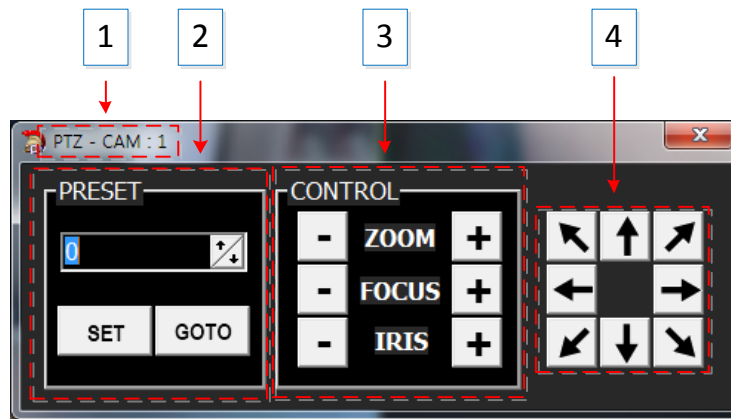 1 2 3 4
PTZ - CAM : 1
PRESET CONTROL
0
- ZOOM +
- FOCUS +
SET GOTO
- IRIS +